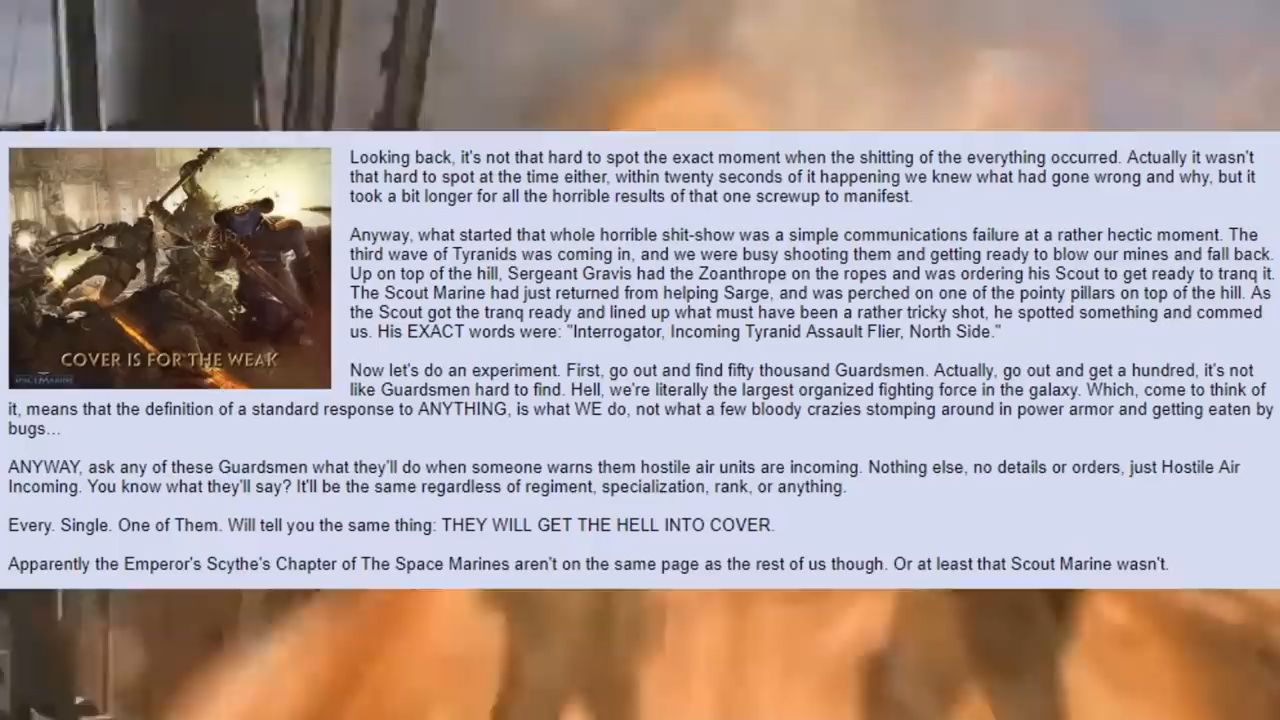 Looking back, it's not that hard to spot the exact moment when the shitting of the everything occurred. Actually it wasn't
that hard to spot at the time either, within twenty seconds of it happening we knew what had gone wrong and why, but it
took a bit longer for all the horrible results of that one screwup to manifest.
Anyway, what started that whole horrible shit-show was a simple communications failure at a rather hectic moment. The
third wave of Tyranids was coming in, and we were busy shooting them and getting ready to blow our mines and fall back.
Up on top of the hill, Sergeant Gravis had the Zoanthrope on the ropes and was ordering his Scout to get ready to tranq it.
The Scout Marine had just returned from helping Sarge, and was perched on one of the pointy pillars on top of the hill. As
the Scout got the tranq ready and lined up what must have been a rather tricky shot, he spotted something and commed
us. His EXACT words were: "Interrogator, Incoming Tyranid Assault Flier, North Side."
COVER IS FOR THE WEAK
Now let's do an experiment. First, go out and find fifty thousand Guardsmen. Actually, go out and get a hundred, it's not
like Guardsmen hard to find. Hell, we're literally the largest organized fighting force in the galaxy. Which, come to think of
it, means that the definition of a standard response to ANYTHING, is what WE do, not what a few bloody crazies stomping around in power armor and getting eaten by
bugs...
ANYWAY, ask any of these Guardsmen what they'll do when someone warns them hostile air units are incoming. Nothing else, no details or orders, just Hostile Air
Incoming. You know what they'll say? It'll be the same regardless of regiment, specialization, rank, or anything.
Every. Single. One of Them. Will tell you the same thing: THEY WILL GET THE HELL INTO COVER.
Apparently the Emperor's Scythe's Chapter of The Space Marines aren't on the same page as the rest of us though. Or at least that Scout Marine wasn't.